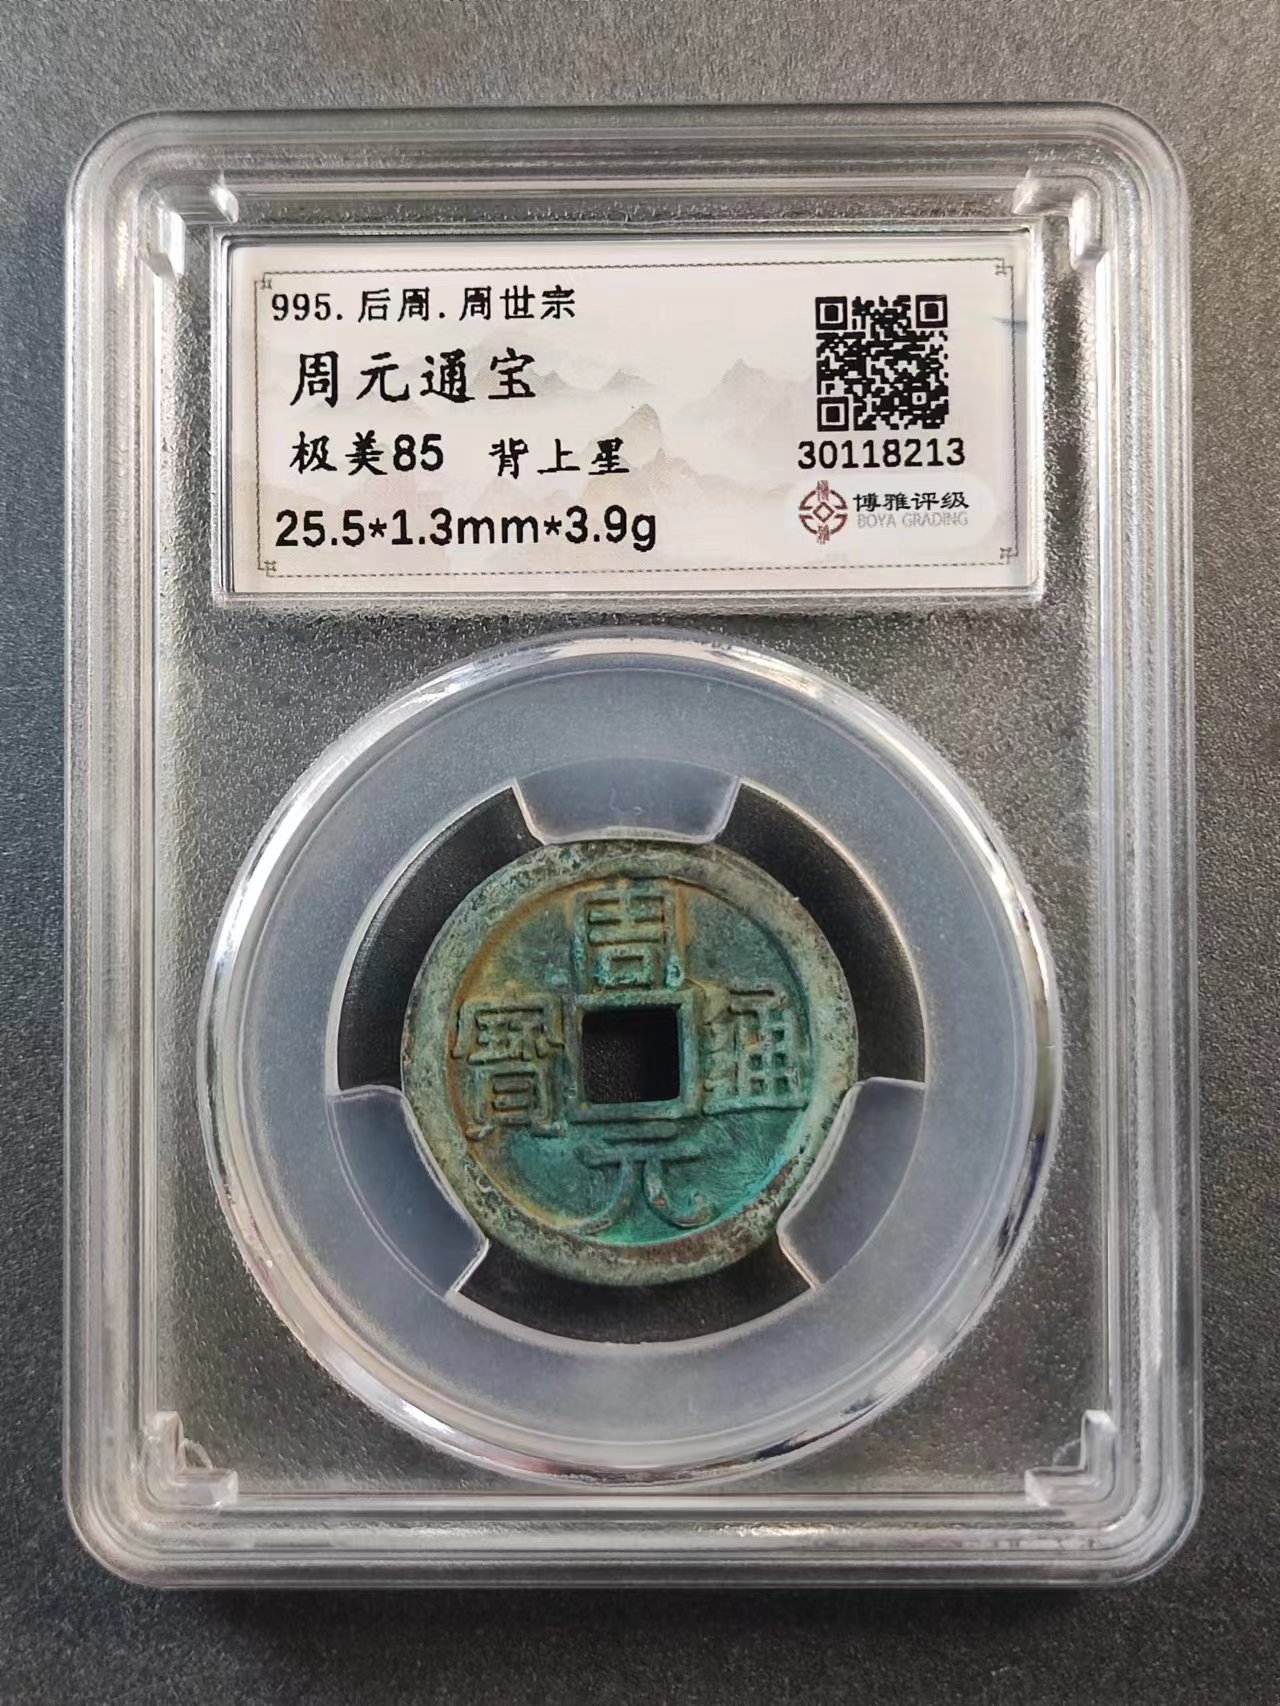 995.后周.周世宗
周元通宝
极美85 背上星
25.5*1.3mm*3.9g
30118213
博雅评级
BOYA GRADING
周元通寶